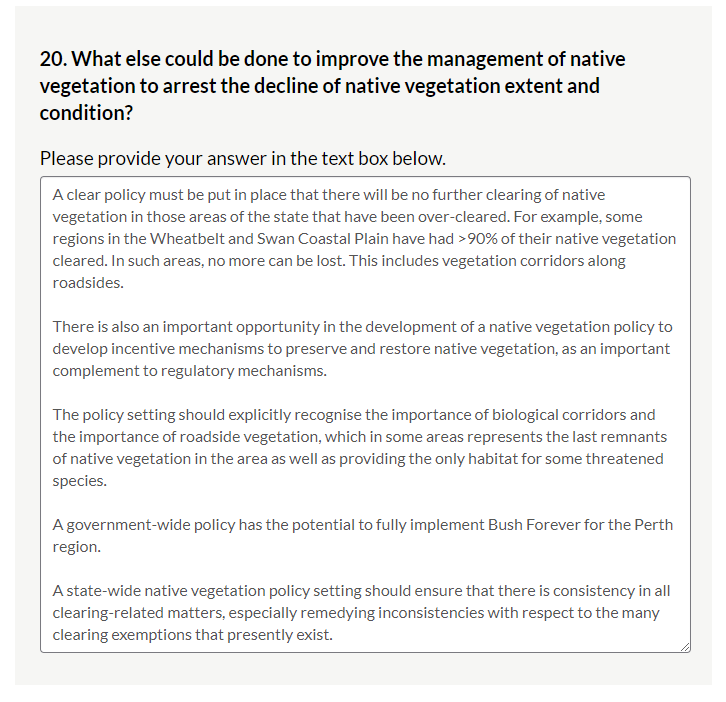 20. What else could be done to improve the management of native
vegetation to arrest the decline of native vegetation extent and
condition?
Please provide your answer in the text box below.
A clear policy must be put in place that there will be no further clearing of native
vegetation in those areas of the state that have been over-cleared. For example, some
regions in the Wheatbelt and Swan Coastal Plain have had >90% of their native vegetation
cleared. In such areas, no more can be lost. This includes vegetation corridors along
roadsides.
There is also an important opportunity in the development of a native vegetation policy to
develop incentive mechanisms to preserve and restore native vegetation, as an important
complement to regulatory mechanisms.
The policy setting should explicitly recognise the importance of biological corridors and
the importance of roadside vegetation, which in some areas represents the last remnants
of native vegetation in the area as well as providing the only habitat for some threatened
species.
A government-wide policy has the potential to fully implement Bush Forever for the Perth
region.
A state-wide native vegetation policy setting should ensure that there is consistency in all
clearing-related matters, especially remedying inconsistencies with respect to the many
clearing exemptions that presently exist.